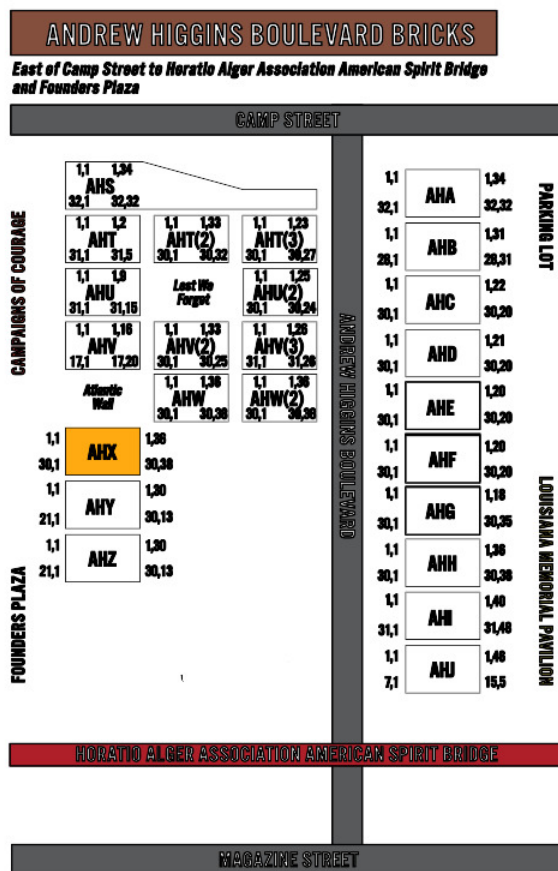 ANDREW HIGGINS BOULEVARD BRICKS
East of Camp Street to Horatio Alger Association American Spirit Bridge
and Founders Plaza
CAMP STREET
CAMPAIGNS OF COURAGE
FOUNDERS PLAZA
1,1 1,34
AHS
32,1 32,32
1,1 1,2
AHT
31,1 31,5
1,1 1,33
AHT(2)
30,1 30,32
1,1 1,23
AHT(3)
30,1 30,27
1,1 1,9
AHU
31,1 31,15
Lest We
Forget
1,1 1,25
AHU(2)
30,1 30,24
1,1 1,16
AHV
17,1 17,20
1,1 1,33
AHV(2)
30,1 30,25
1,1 1,26
AHV(3)
31,1 31,26
Atlantic
Wall
1,1 1,36
AHW
30,1 30,38
1,1 1,36
AHW(2)
30,1 30,38
1,1 1,36
AHX
30,1 30,38
1,1 1,30
AHY
21,1 30,13
1,1 1,30
AHZ
21,1 30,13
ANDREW HIGGINS BOULEVARD
1,1 1,34
AHA
32,1 32,32
1,1 1,31
AHB
28,1 28,31
1,1 1,22
AHC
30,1 30,20
1,1 1,21
AHD
30,1 30,20
1,1 1,20
AHE
30,1 30,20
1,1 1,20
AHF
30,1 30,20
1,1 1,18
AHG
30,1 30,35
1,1 1,36
AHH
30,1 30,38
1,1 1,40
AHI
31,1 31,48
1,1 1,48
AHJ
7,1 15,5
PARKING LOT
LOUISIANA MEMORIAL PAVILION
HORATIO ALGER ASSOCIATION AMERICAN SPIRIT BRIDGE
MAGAZINE STREET